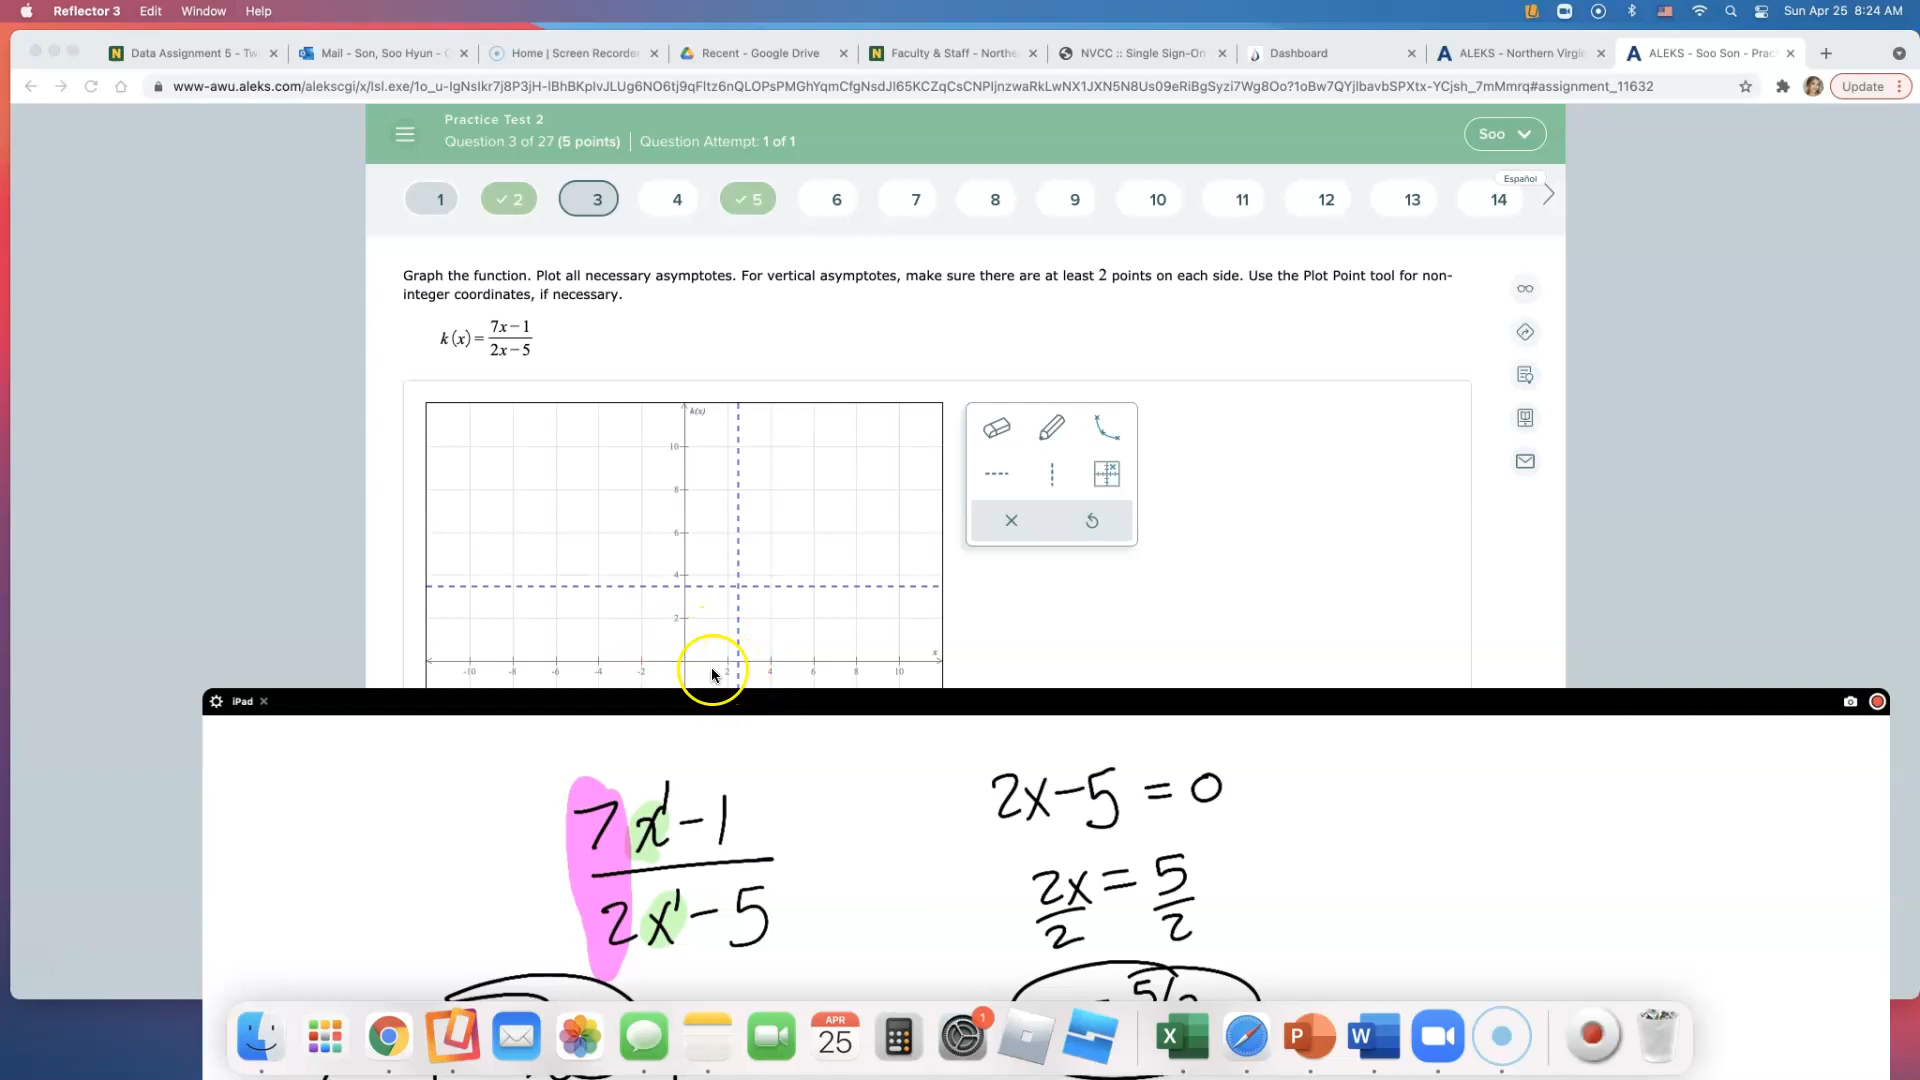 Reflector 3 Edit Window Help Sun Apr 25 8:24 AM
Data Assignment 5 - Tw Mail - Son, Soo Hyun - Home | Screen Recorder Recent - Google Drive Faculty & Staff - Northe NVCC :: Single Sign-On Dashboard ALEKS - Northern Virgin ALEKS - Soo Son - Prac
Update
Practice Test 2
Question 3 of 27 (5 points) Question Attempt: 1 of 1
Soo
Español
1 2 3 4 5 6 7 8 9 10 11 12 13 14
Graph the function. Plot all necessary asymptotes. For vertical asymptotes, make sure there are at least 2 points on each side. Use the Plot Point tool for non-
integer coordinates, if necessary.
k(x) = 7x-1
2x-5
k(x)
10
8
6
4
2
x
-10 -8 -6 -4 -2 2 4 6 8 10
iPad
7x¹-1
2x¹-5
2x-5=0
2x=5
2 2
APR
25
1